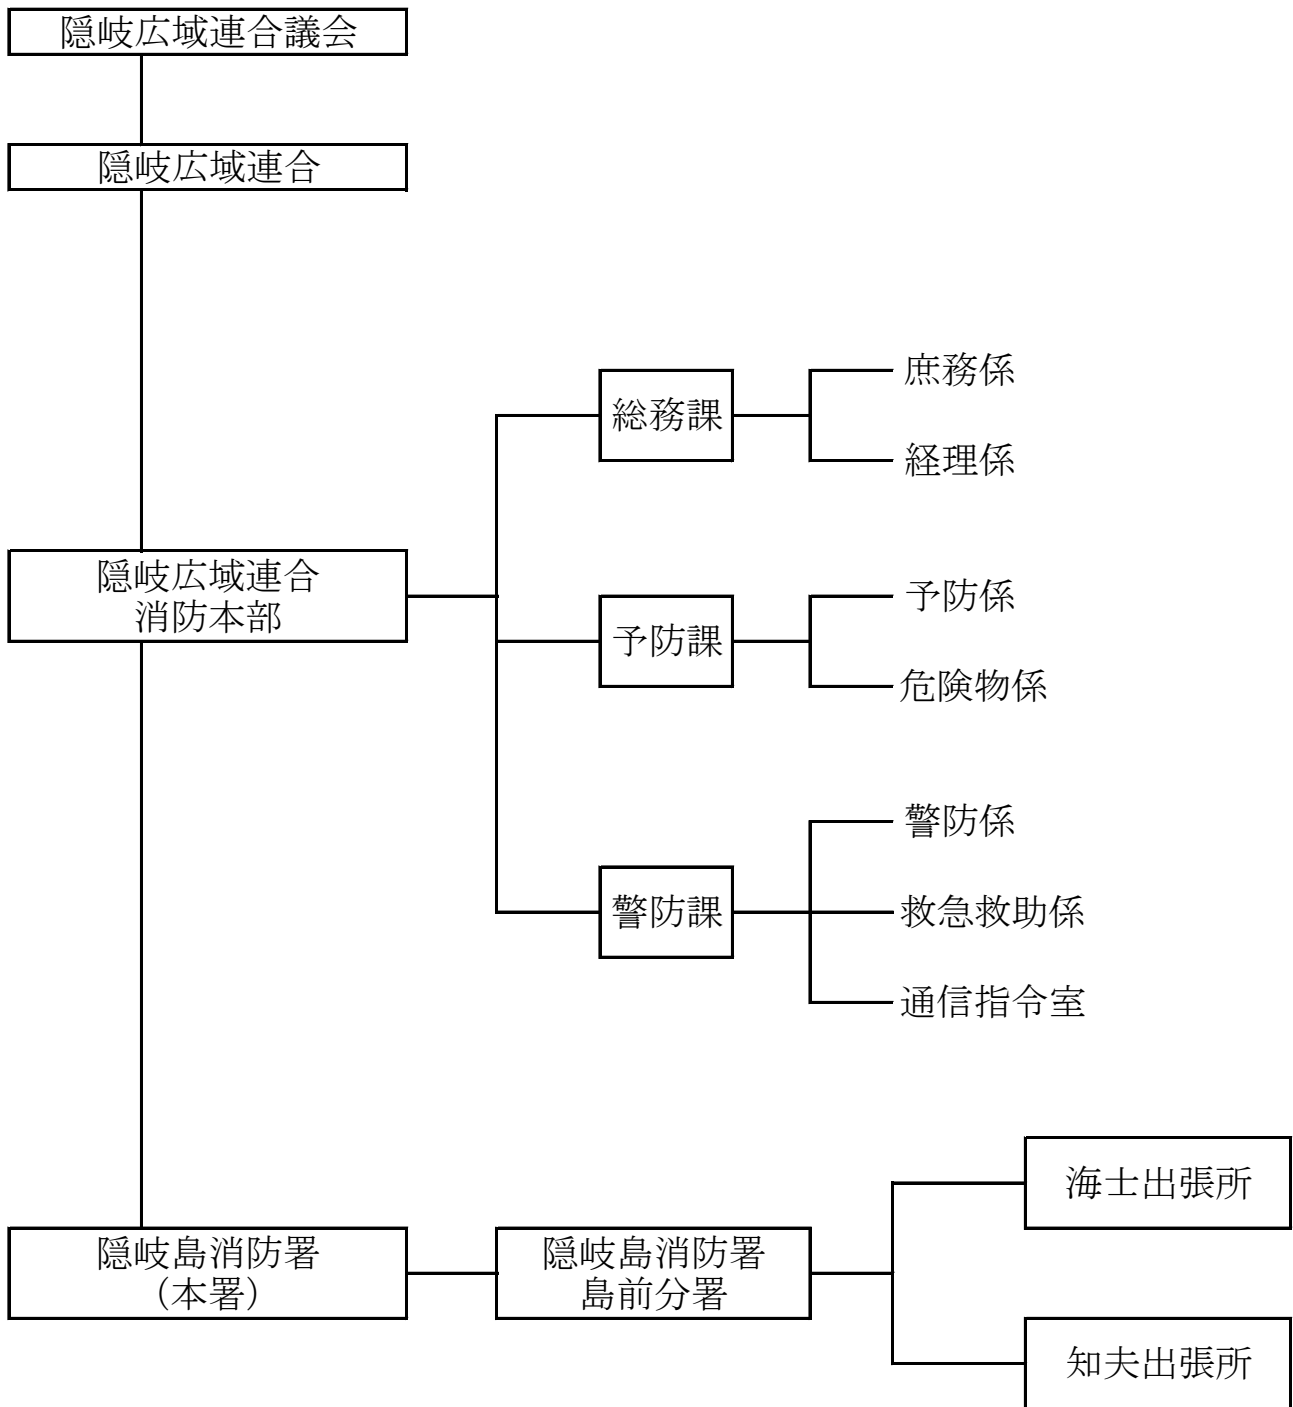 隠岐広域連合議会
隠岐広域連合
隠岐広域連合
消防本部
総務課
庶務係
経理係
予防課
予防係
危険物係
警防課
警防係
救急救助係
通信指令室
隠岐島消防署
（本署）
隠岐島消防署
島前分署
海士出張所
知夫出張所